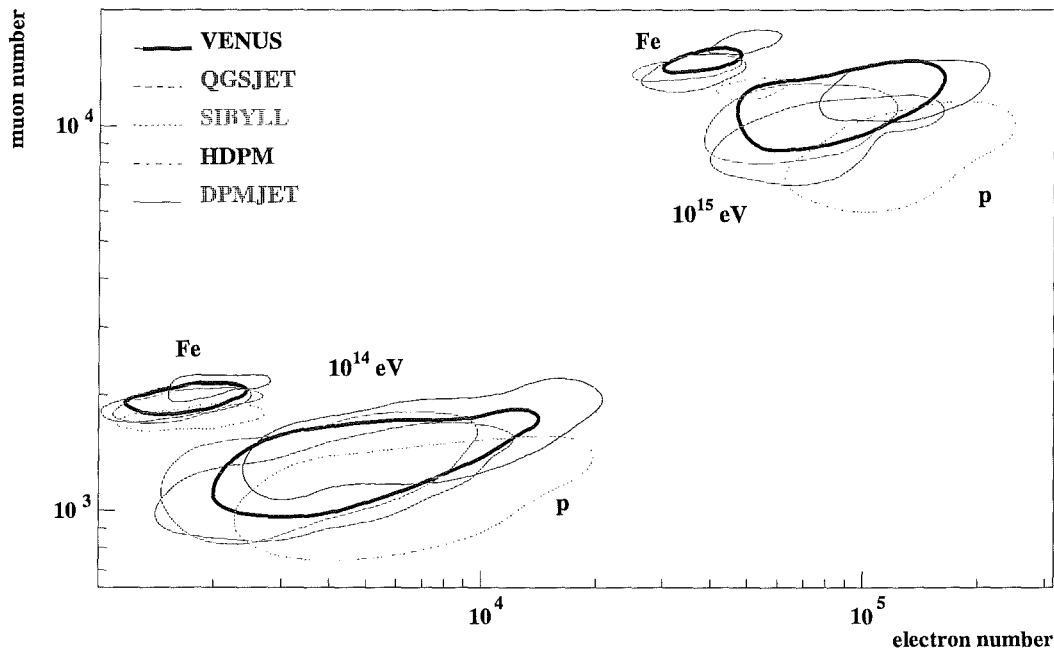 muon number
VENUS
QGSJET
SIBYLL
HDPM
DPMJET
Fe
10^4
10^15 eV
p
Fe
10^14 eV
10^3
p
10^4
10^5
electron number